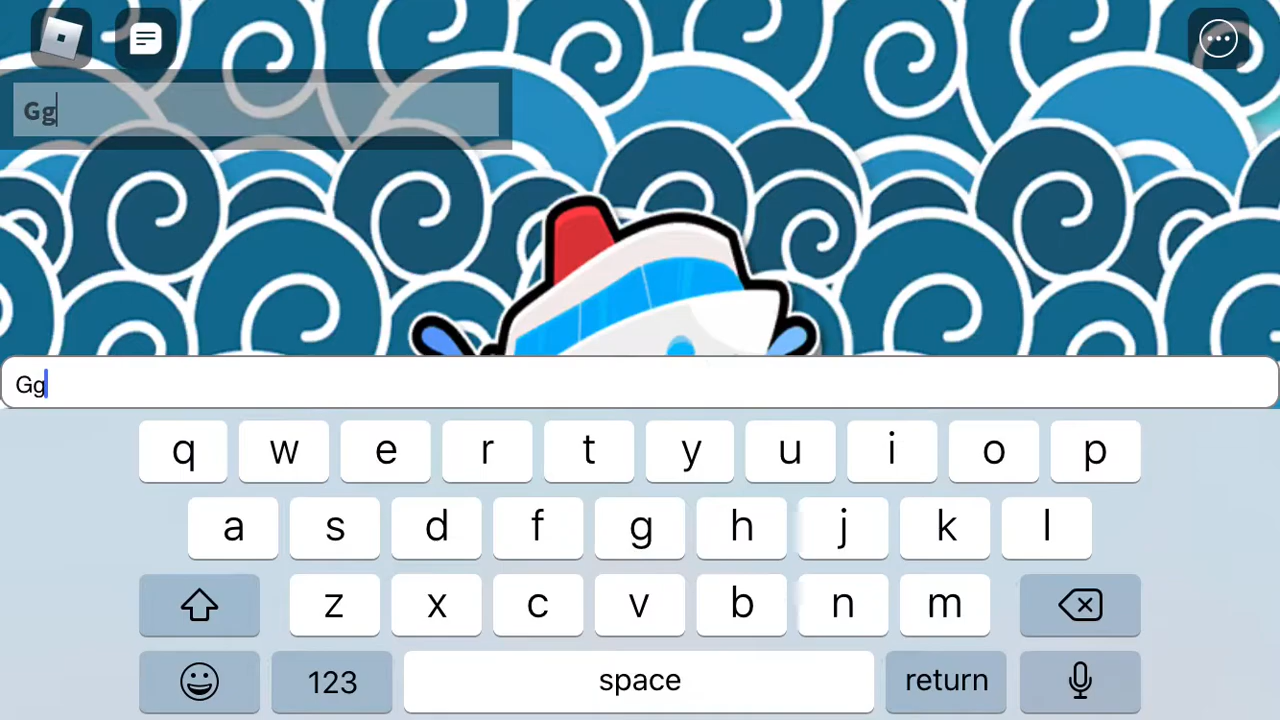 Gg
Gg
q w e r t y u i o p
a s d f g h j k l
z x c v b n m
123 space return